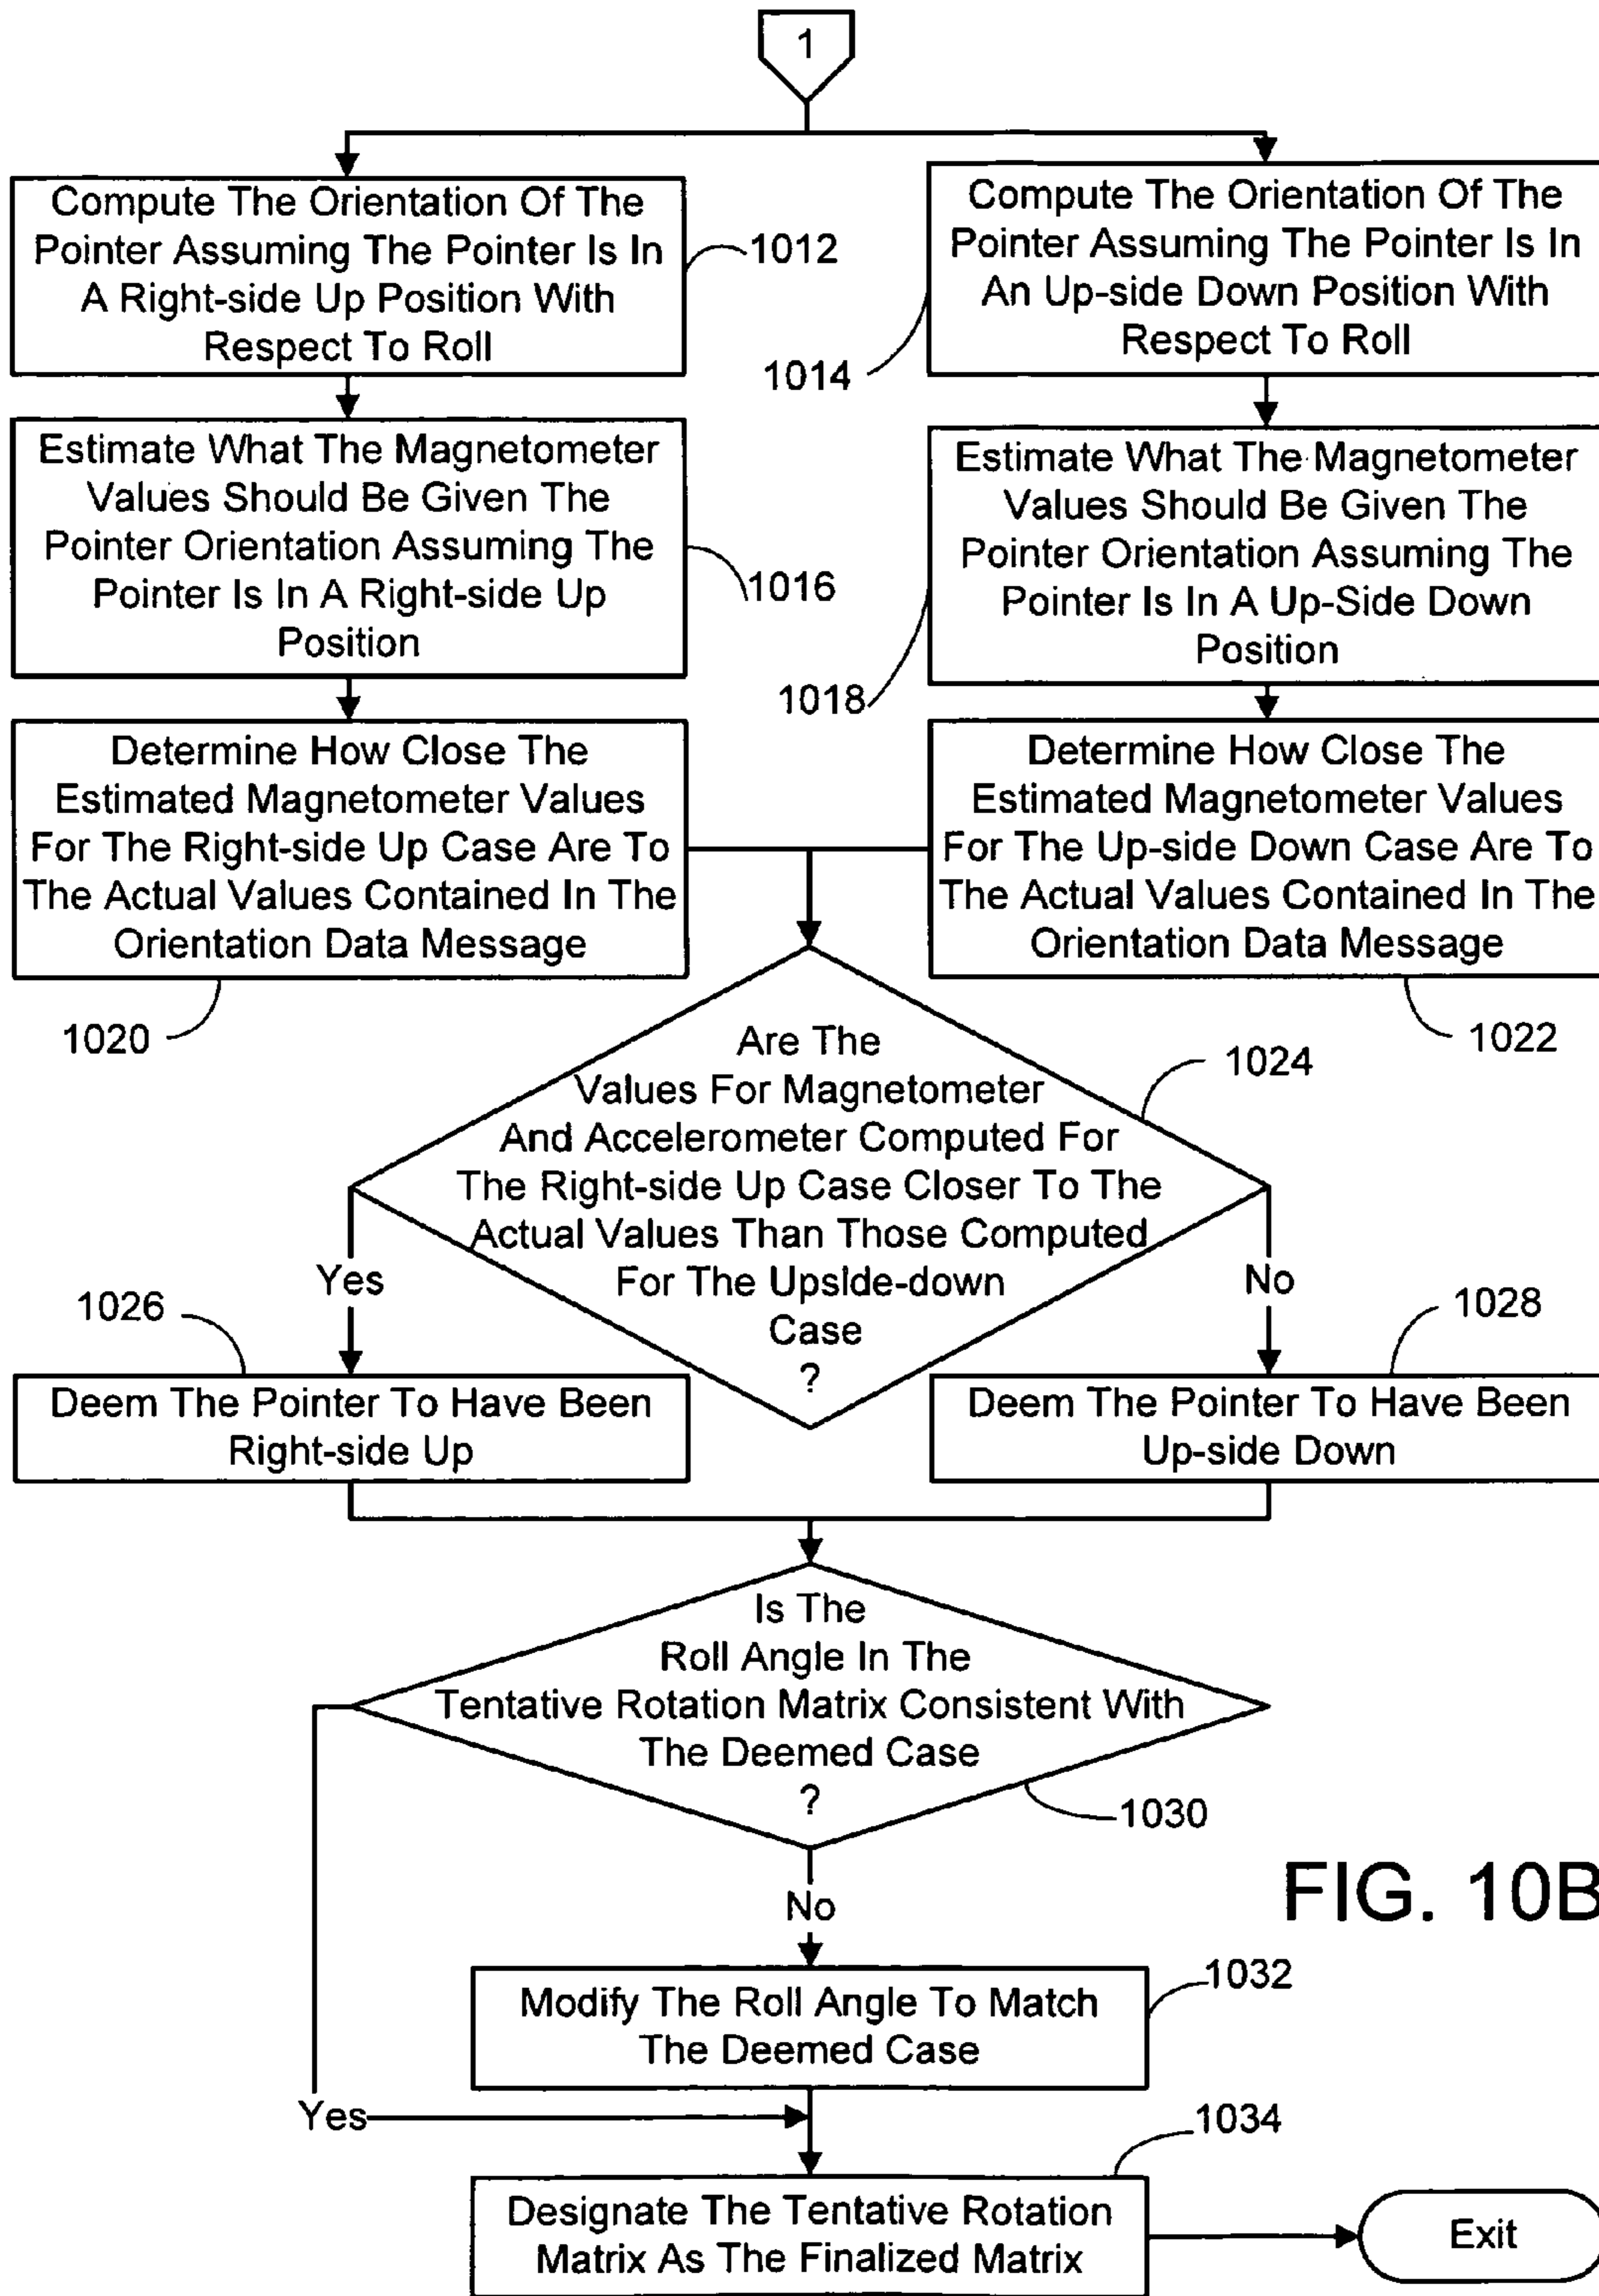 1
Compute The Orientation Of The
Pointer Assuming The Pointer Is In
A Right-side Up Position With
Respect To Roll
1012
Compute The Orientation Of The
Pointer Assuming The Pointer Is In
An Up-side Down Position With
Respect To Roll
1014
Estimate What The Magnetometer
Values Should Be Given The
Pointer Orientation Assuming The
Pointer Is In A Right-side Up
Position
1016
Estimate What The Magnetometer
Values Should Be Given The
Pointer Orientation Assuming The
Pointer Is In A Up-Side Down
Position
1018
Determine How Close The
Estimated Magnetometer Values
For The Right-side Up Case Are To
The Actual Values Contained In The
Orientation Data Message
1020
Determine How Close The
Estimated Magnetometer Values
For The Up-side Down Case Are To
The Actual Values Contained In The
Orientation Data Message
1022
Are The
Values For Magnetometer
And Accelerometer Computed For
The Right-side Up Case Closer To The
Actual Values Than Those Computed
For The Upside-down
Case
?
1024
Yes
No
1026
Deem The Pointer To Have Been
Right-side Up
1028
Deem The Pointer To Have Been
Up-side Down
Is The
Roll Angle In The
Tentative Rotation Matrix Consistent With
The Deemed Case
?
1030
No
FIG. 10B
Modify The Roll Angle To Match
The Deemed Case
1032
Yes
1034
Designate The Tentative Rotation
Matrix As The Finalized Matrix
Exit